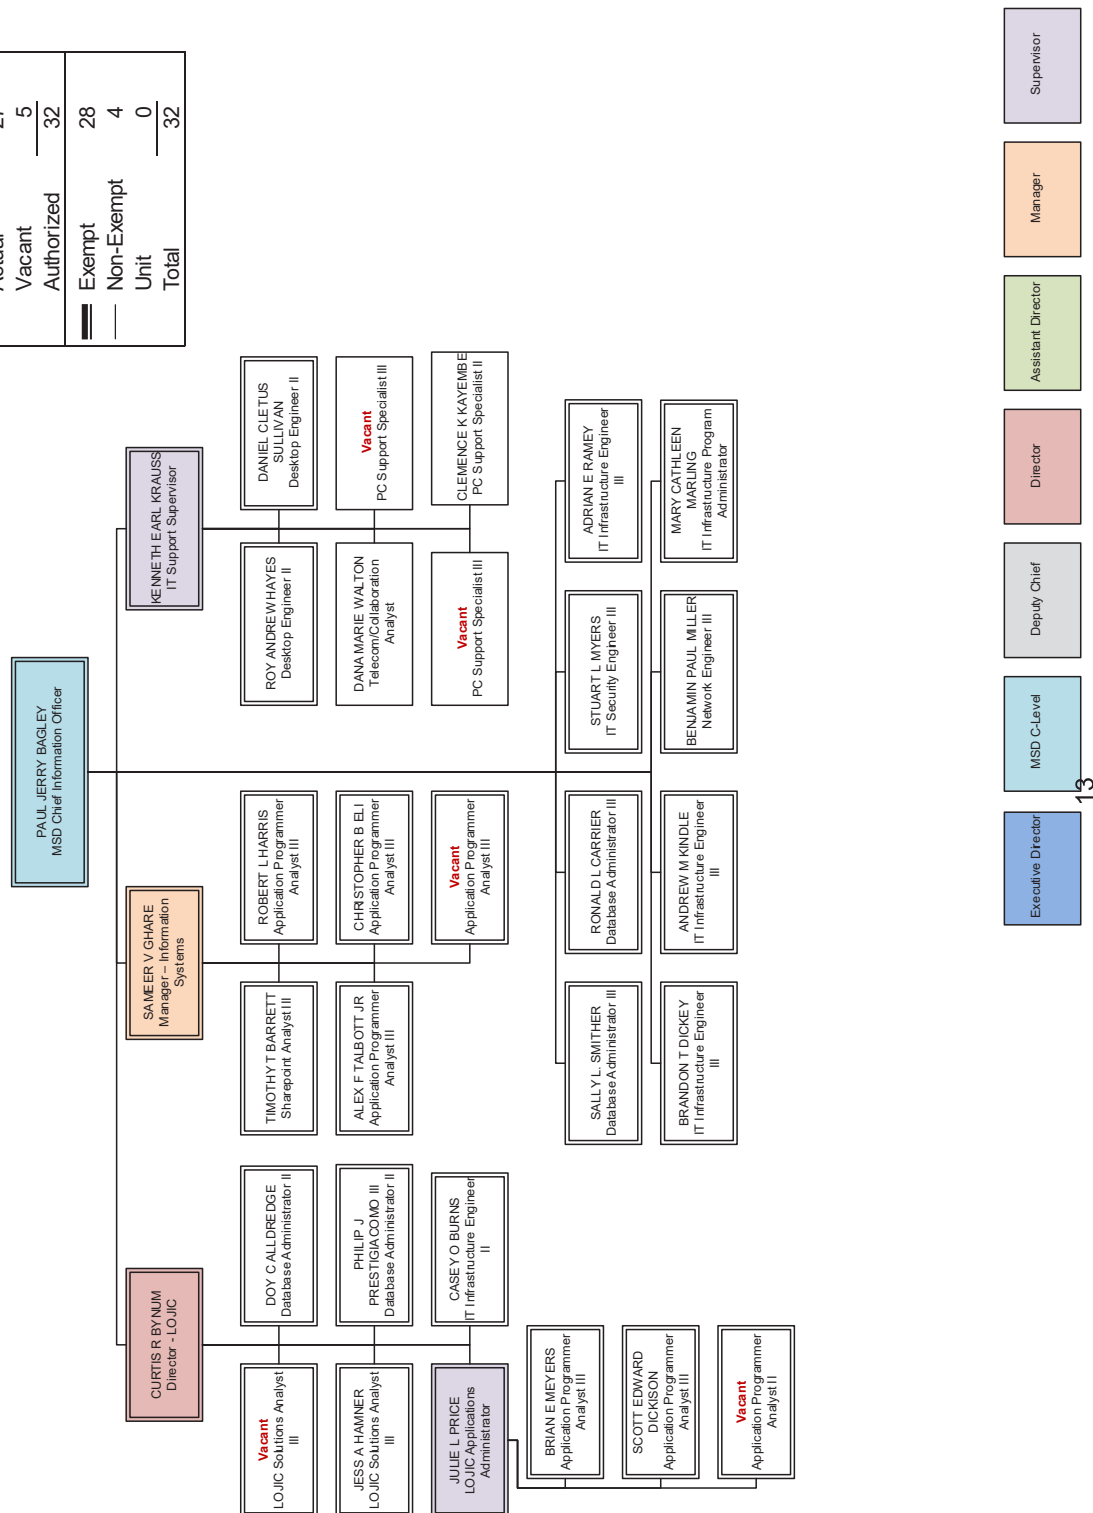 PAUL JERRY BAGLEY
MSD Chief Information Officer
CURTIS R BYNUM
Director - LOJIC
SAMEER V GHARE
Manager – Information
Systems
KENNETH EARL KRAUSS
IT Support Supervisor
Vacant
LOJIC Solutions Analyst
III
DOY C ALLDREDGE
Database Administrator II
JESS A HAMNER
LOJIC Solutions Analyst
III
PHILIP J
PRESTIGIACOMO III
Database Administrator II
JULIE L PRICE
LOJIC Applications
Administrator
CASEY O BURNS
IT Infrastructure Engineer
II
BRIAN E MEYERS
Application Programmer
Analyst III
SCOTT EDWARD
DICKISON
Application Programmer
Analyst III
Vacant
Application Programmer
Analyst II
TIMOTHY T BARRETT
Sharepoint Analyst III
ROBERT L HARRIS
Application Programmer
Analyst III
ALEX F TALBOTT JR
Application Programmer
Analyst III
CHRISTOPHER B ELI
Application Programmer
Analyst III
Vacant
Application Programmer
Analyst III
ROY ANDREW HAYES
Desktop Engineer II
DANIEL CLETUS
SULLIVAN
Desktop Engineer II
DANA MARIE WALTON
Telecom/Collaboration
Analyst
Vacant
PC Support Specialist III
Vacant
PC Support Specialist III
CLEMENCE K KAYEMBE
PC Support Specialist II
SALLY L. SMITHER
Database Administrator III
RONALD L CARRIER
Database Administrator III
STUART L MYERS
IT Security Engineer III
ADRIAN E RAMEY
IT Infrastructure Engineer
III
BRANDON T DICKEY
IT Infrastructure Engineer
III
ANDREW M KINDLE
IT Infrastructure Engineer
III
BENJAMIN PAUL MILLER
Network Engineer III
MARY CATHLEEN
MARLING
IT Infrastructure Program
Administrator
Vacant 5
Authorized 32
Exempt 28
Non-Exempt 4
Unit 0
Total 32
Executive Director
MSD C-Level
Deputy Chief
Director
Assistant Director
Manager
Supervisor
13